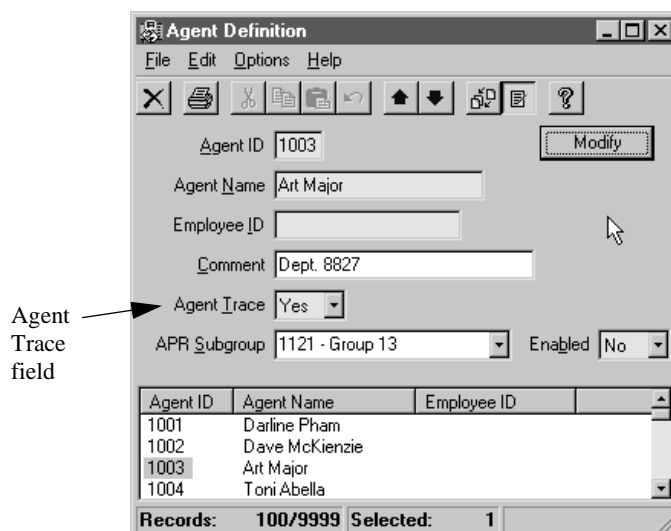 Agent Definition
File Edit Options Help
Agent ID 1003 Modify
Agent Name Art Major
Employee ID
Comment Dept. 8827
Agent Trace Yes
APR Subgroup 1121 - Group 13 Enabled No
Agent
Trace
field
Agent ID Agent Name Employee ID
1001 Darline Pham
1002 Dave McKienzie
1003 Art Major
1004 Toni Abella
Records: 100/9999 Selected: 1